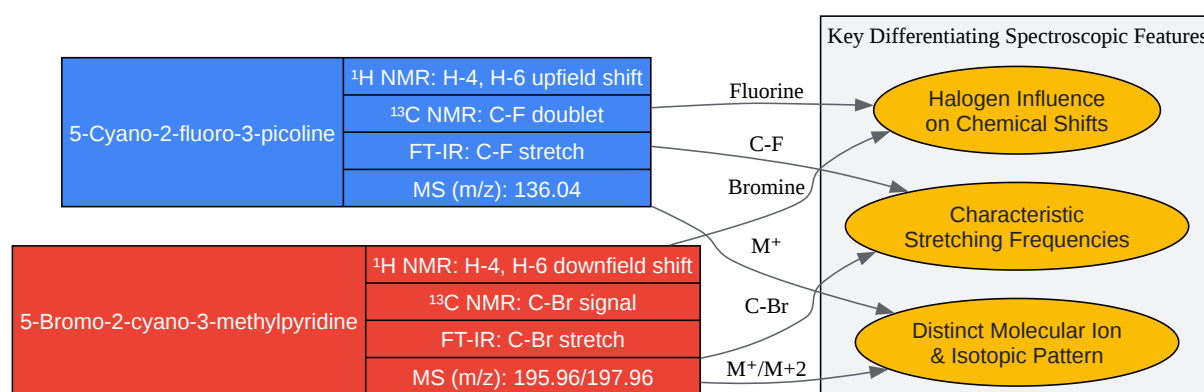 Key Differentiating Spectroscopic Features
5-Cyano-2-fluoro-3-picoline
¹H NMR: H-4, H-6 upfield shift
¹³C NMR: C-F doublet
FT-IR: C-F stretch
MS (m/z): 136.04
5-Bromo-2-cyano-3-methylpyridine
¹H NMR: H-4, H-6 downfield shift
¹³C NMR: C-Br signal
FT-IR: C-Br stretch
MS (m/z): 195.96/197.96
Fluorine
C-F
Bromine
M⁺
C-Br
M⁺/M+2
Halogen Influence
on Chemical Shifts
Characteristic
Stretching Frequencies
Distinct Molecular Ion
& Isotopic Pattern